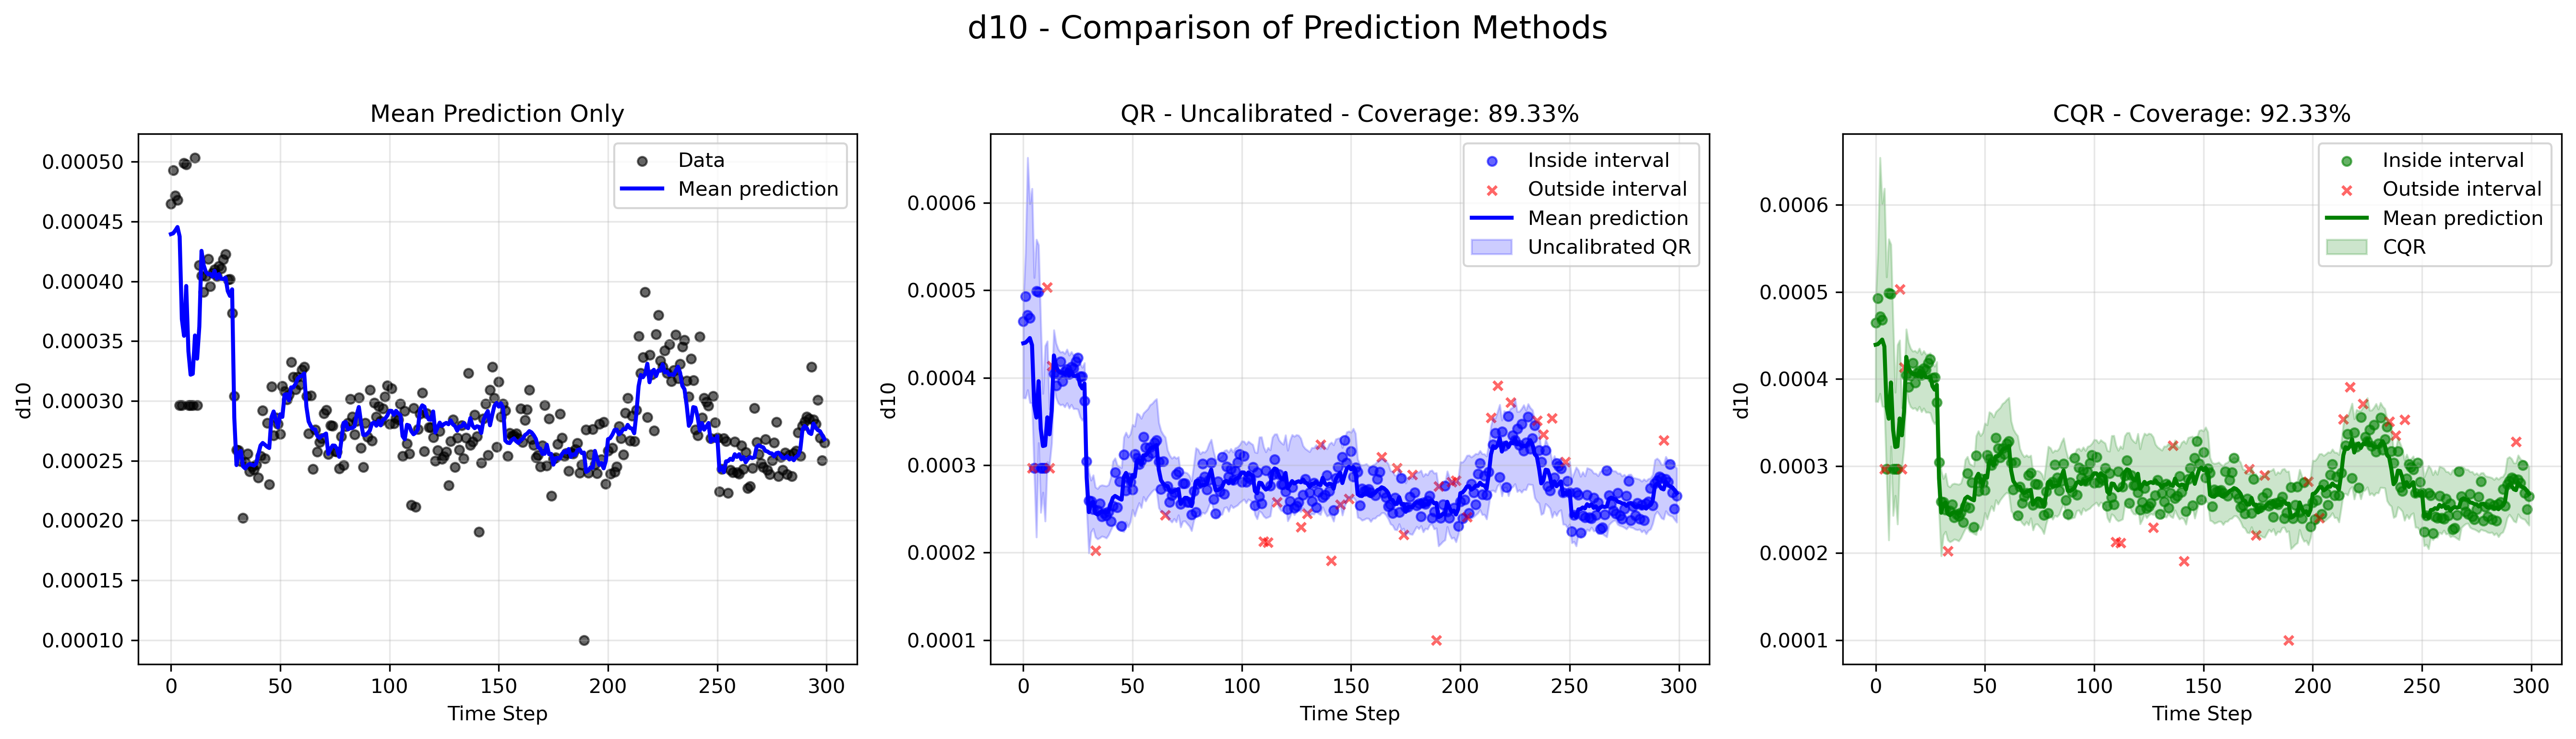 d10 - Comparison of Prediction Methods
Mean Prediction Only
0.00050
0.00045
0.00040
0.00035
0.00030
0.00025
0.00020
0.00015
0.00010
d10
0 50 100 150 200 250 300
Time Step
Data
Mean prediction
QR - Uncalibrated - Coverage: 89.33%
0.0006
0.0005
0.0004
0.0003
0.0002
0.0001
d10
0 50 100 150 200 250 300
Time Step
Inside interval
Outside interval
Mean prediction
Uncalibrated QR
CQR - Coverage: 92.33%
0.0006
0.0005
0.0004
0.0003
0.0002
0.0001
d10
0 50 100 150 200 250 300
Time Step
Inside interval
Outside interval
Mean prediction
CQR